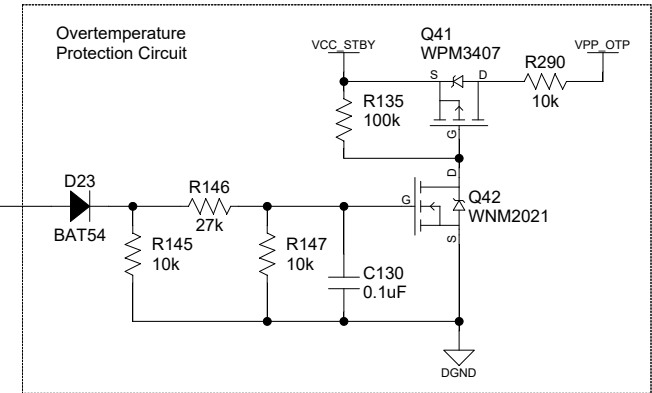 Overtemperature
Protection Circuit
VCC_STBY
Q41
WPM3407
VPP_OTP
R290
10k
S
D
G
R135
100k
D23
BAT54
R146
27k
R145
10k
R147
10k
C130
0.1uF
G
D
S
Q42
WNM2021
DGND